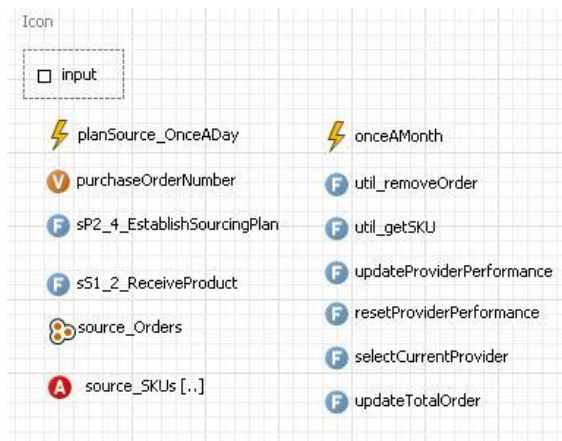 Icon
input
planSource_OnceADay
purchaseOrderNumber
sP2_4_EstablishSourcingPlan
sS1_2_ReceiveProduct
source_Orders
source_SKUs [..]
onceAMonth
util_removeOrder
util_getSKU
updateProviderPerformance
resetProviderPerformance
selectCurrentProvider
updateTotalOrder
V
F
F
A
F
F
F
F
F
F